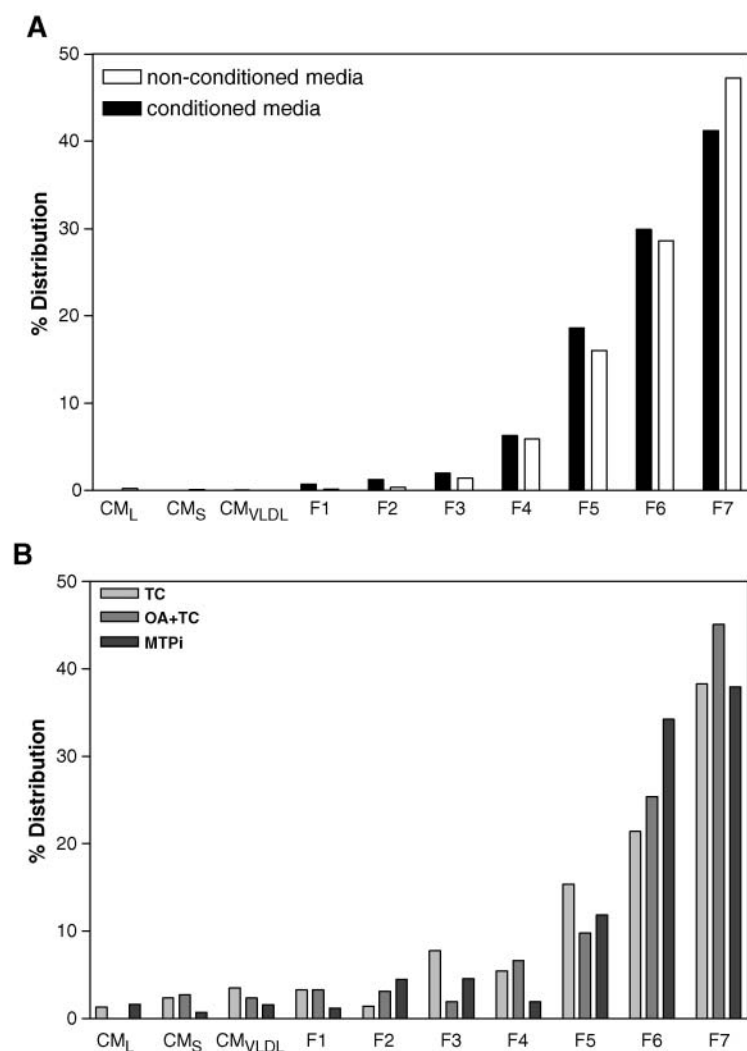 A
50
40
30
20
10
0
% Distribution
non-conditioned media
conditioned media
CML CMS CMVLDL F1 F2 F3 F4 F5 F6 F7
B
50
40
30
20
10
0
% Distribution
TC
OA+TC
MTPi
CML CMS CMVLDL F1 F2 F3 F4 F5 F6 F7